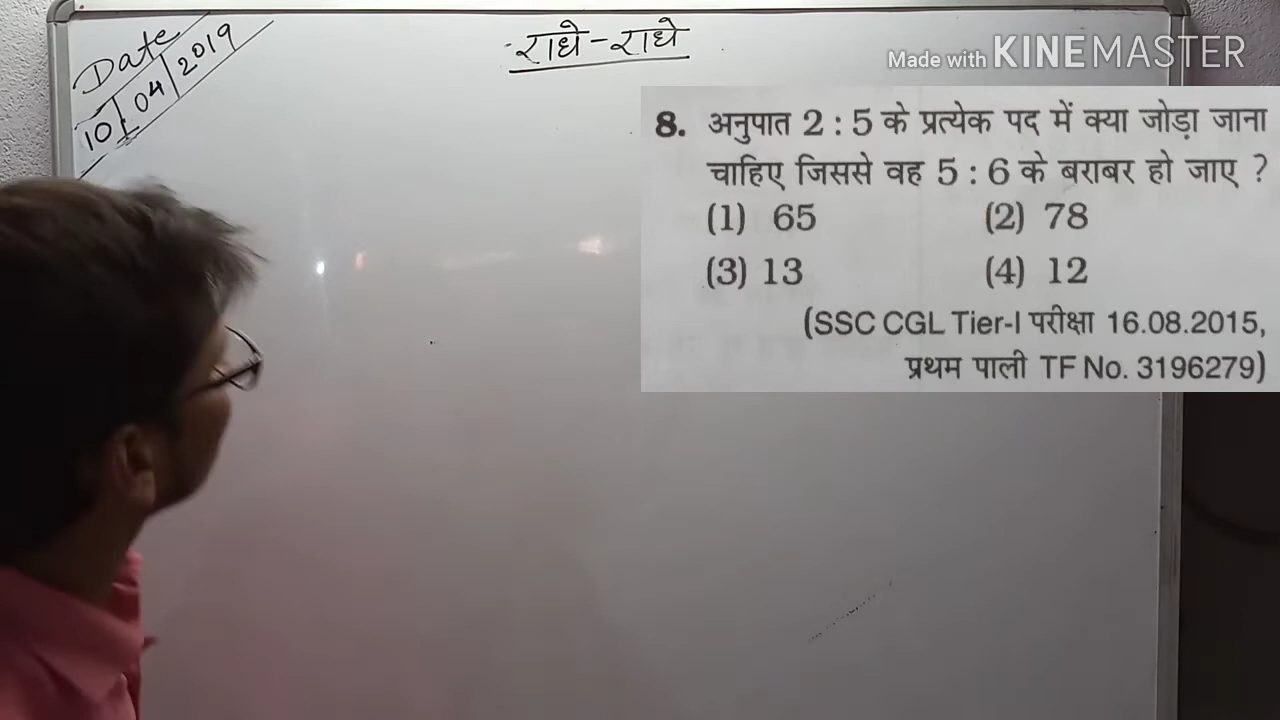 Date
10/04/2019
राधे-राधे
Made with KINEMASTER
8. अनुपात 2 : 5 के प्रत्येक पद में क्या जोड़ा जाना
चाहिए जिससे वह 5 : 6 के बराबर हो जाए ?
(1) 65 (2) 78
(3) 13 (4) 12
(SSC CGL Tier-I परीक्षा 16.08.2015,
प्रथम पाली TF No. 3196279)